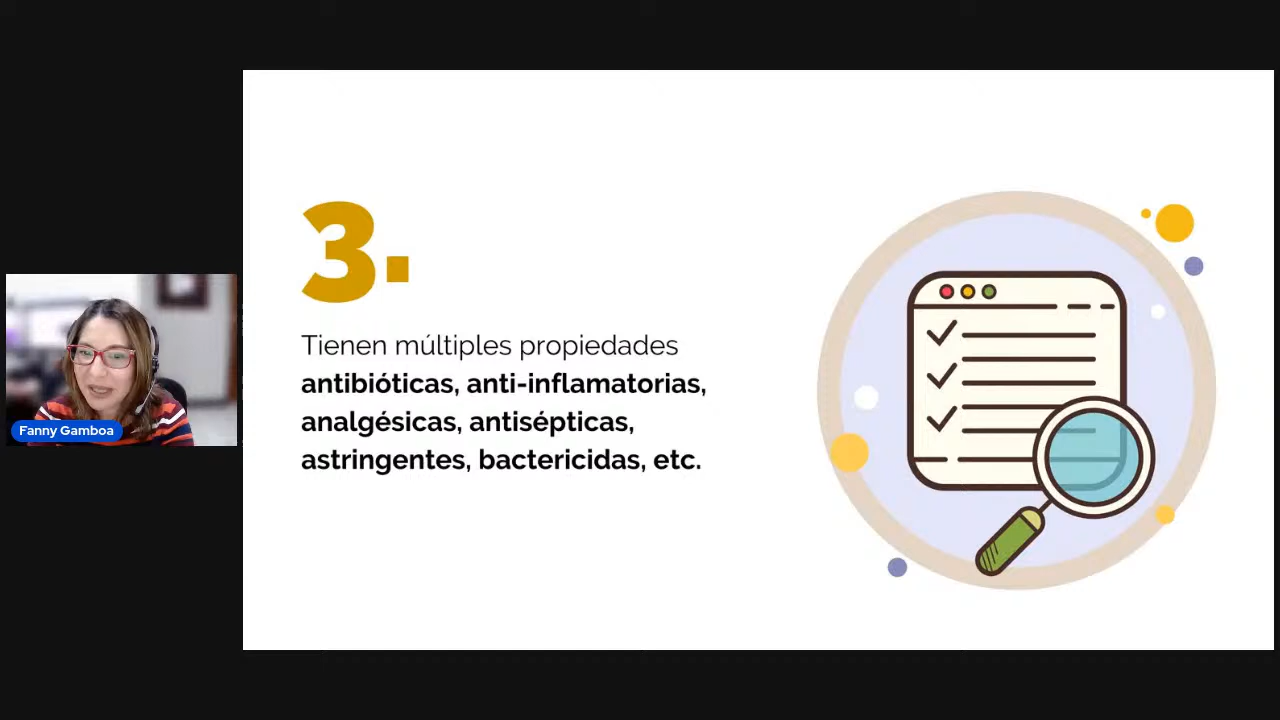 3.
Tienen múltiples propiedades
antibióticas, anti-inflamatorias,
analgésicas, antisépticas,
astringentes, bactericidas, etc.
Fanny Gamboa